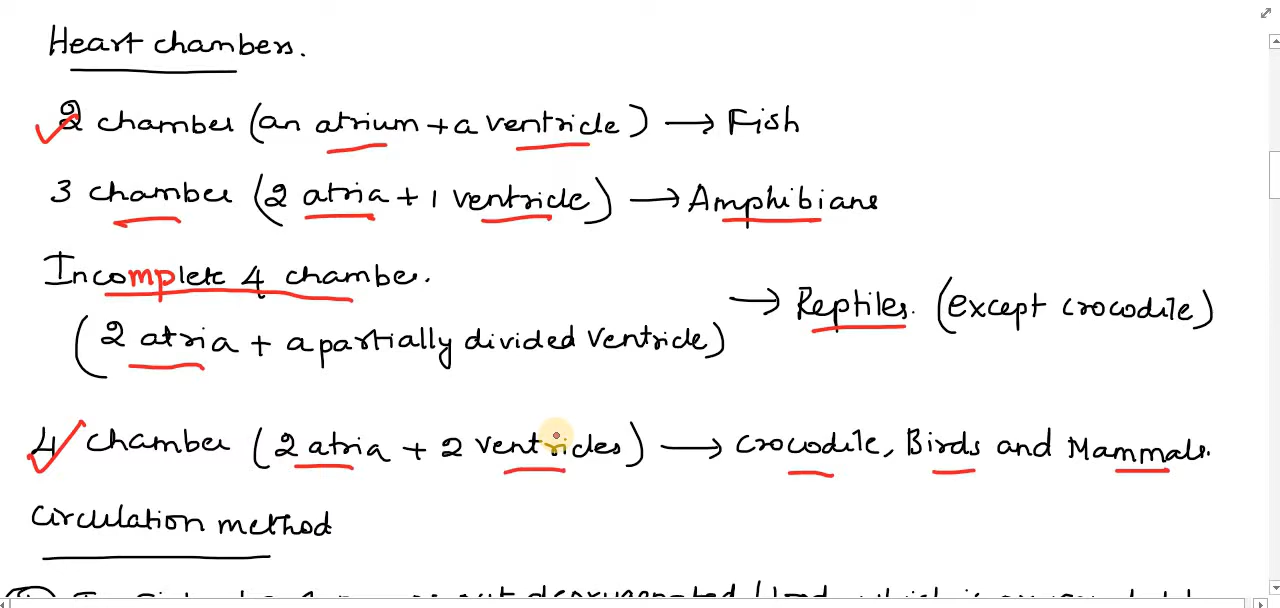 Heart chambers.
2 chamber (an atrium + a ventricle) → Fish
3 chamber (2 atria + 1 ventricle) → Amphibians
Incomplete 4 chamber.
→ Reptiles. (except crocodile)
(2 atria + a partially divided ventricle)
4 chamber (2 atria + 2 ventricles) → crocodile, Birds and Mammals.
circulation method